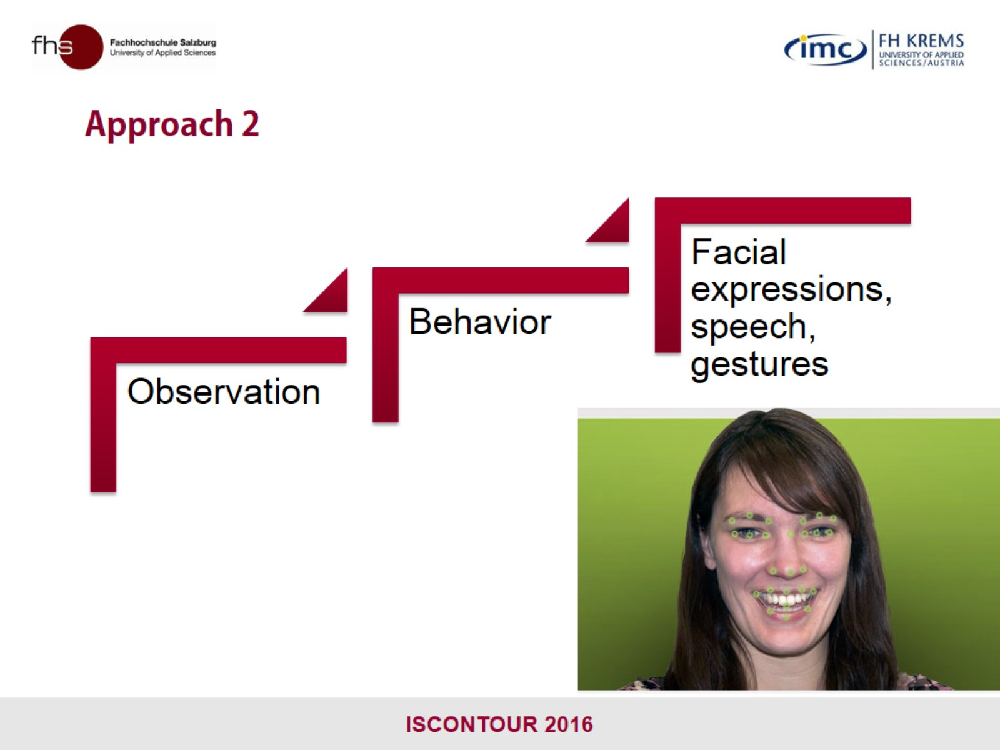 fhs
Fachhochschule Salzburg
University of Applied Sciences
imc
FH KREMS
UNIVERSITY OF APPLIED
SCIENCES/AUSTRIA
Approach 2
Observation
Behavior
Facial
expressions,
speech,
gestures
ISCONTOUR 2016